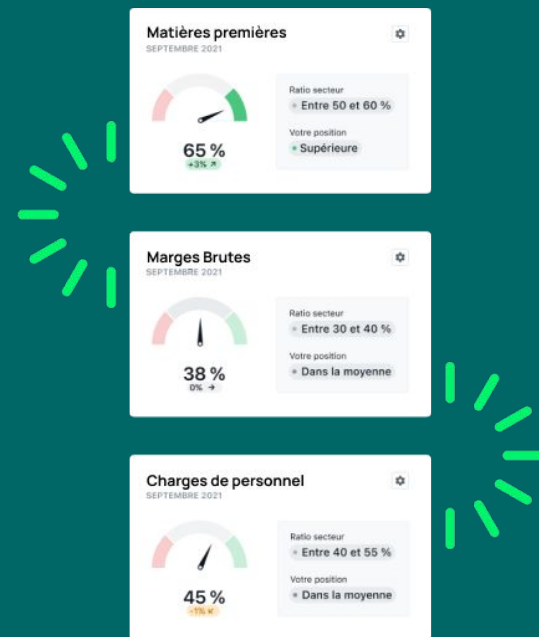 Matières premières
SEPTEMBRE 2021
Ratio secteur
Entre 50 et 60 %
Votre position
Supérieure
65 %
+3% ↗
Marges Brutes
SEPTEMBRE 2021
Ratio secteur
Entre 30 et 40 %
Votre position
Dans la moyenne
38 %
0% →
Charges de personnel
SEPTEMBRE 2021
Ratio secteur
Entre 40 et 55 %
Votre position
Dans la moyenne
45 %
-1% ↙